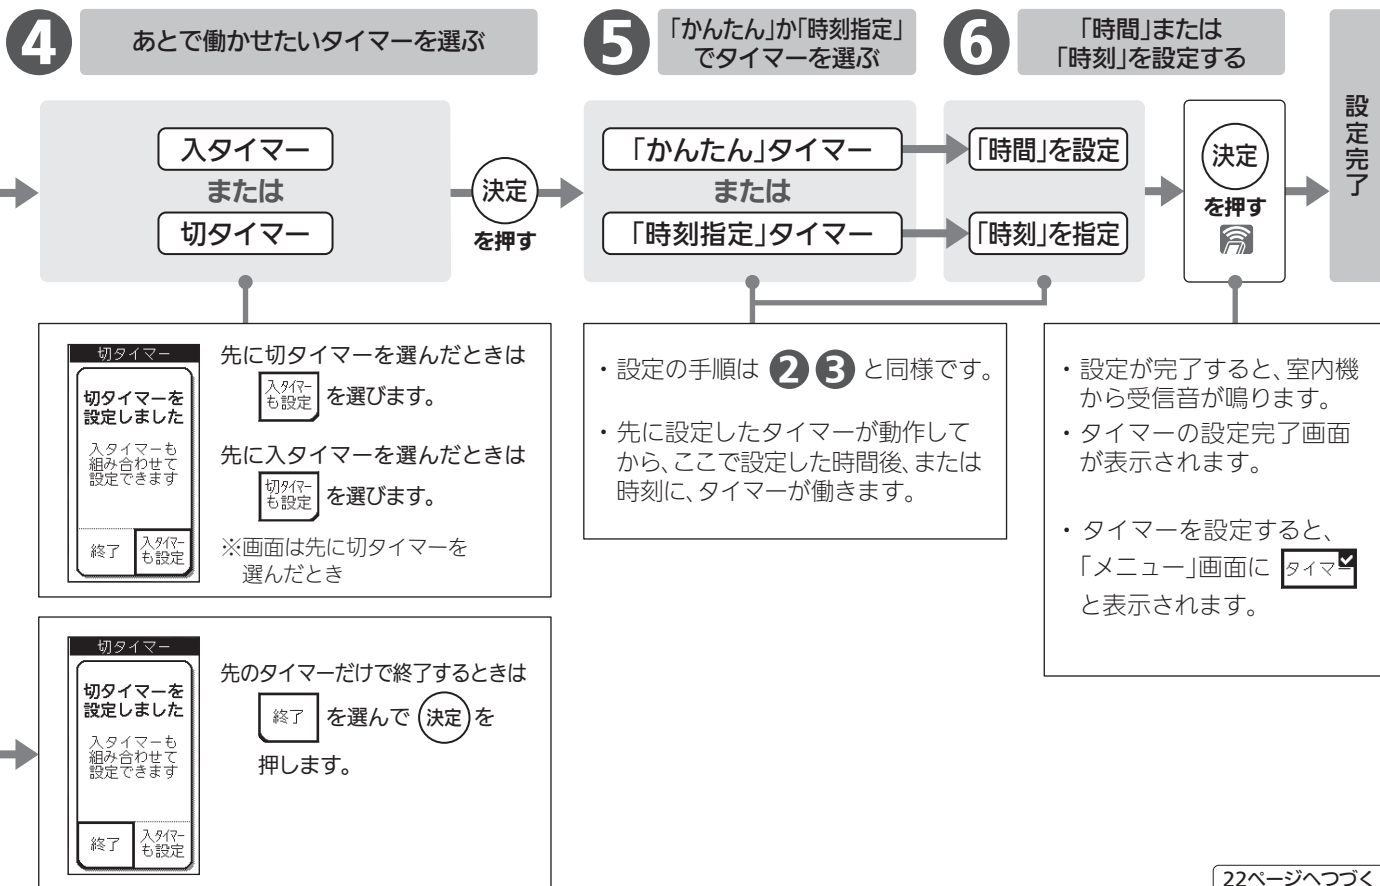 4
あとで働かせたいタイマーを選ぶ
入タイマー
または
切タイマー
決定
を押す
切タイマー
切タイマーを
設定しました
入タイマーも
組み合わせて
設定できます
終了
入タイマー
も設定
先に切タイマーを選んだときは
入タイマー
も設定
を選びます。
先に入タイマーを選んだときは
切タイマー
も設定
を選びます。
※画面は先に切タイマーを
選んだとき
切タイマー
切タイマーを
設定しました
入タイマーも
組み合わせて
設定できます
終了
入タイマー
も設定
先のタイマーだけで終了するときは
終了 を選んで 決定 を
押します。
5
「かんたん」か「時刻指定」
でタイマーを選ぶ
「かんたん」タイマー
または
「時刻指定」タイマー
6
「時間」または
「時刻」を設定する
「時間」を設定
「時刻」を指定
決定
を押す
設定完了
・設定の手順は 2 3 と同様です。
・先に設定したタイマーが動作して
から、ここで設定した時間後、または
時刻に、タイマーが働きます。
・設定が完了すると、室内機
から受信音が鳴ります。
・タイマーの設定完了画面
が表示されます。
・タイマーを設定すると、
「メニュー」画面に タイマー
と表示されます。
22ページへつづく